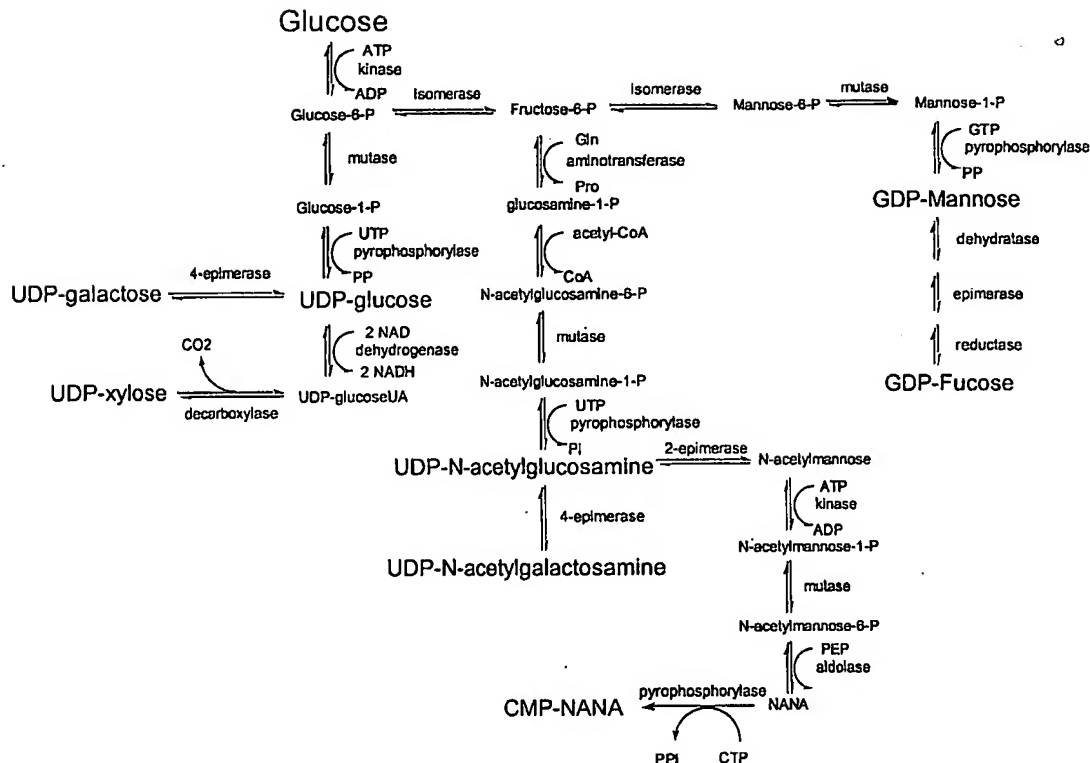 Glucose
ATP
kinase
ADP
Glucose-6-P
Isomerase
Fructose-6-P
Isomerase
Mannose-6-P
mutase
Mannose-1-P
mutase
Gln
aminotransferase
Pro
GTP
pyrophosphorylase
PP
Glucose-1-P
glucosamine-1-P
GDP-Mannose
UTP
pyrophosphorylase
PP
acetyl-CoA
CoA
dehydratase
4-epimerase
UDP-galactose
UDP-glucose
N-acetylglucosamine-6-P
epimerase
2 NAD
dehydrogenase
2 NADH
mutase
reductase
CO2
UDP-xylose
decarboxylase
UDP-glucoseUA
N-acetylglucosamine-1-P
GDP-Fucose
UTP
pyrophosphorylase
Pi
UDP-N-acetylglucosamine
2-epimerase
N-acetylmannose
4-epimerase
ATP
kinase
ADP
UDP-N-acetylgalactosamine
N-acetylmannose-1-P
mutase
N-acetylmannose-6-P
PEP
aldolase
pyrophosphorylase
CMP-NANA
NANA
PPi
CTP